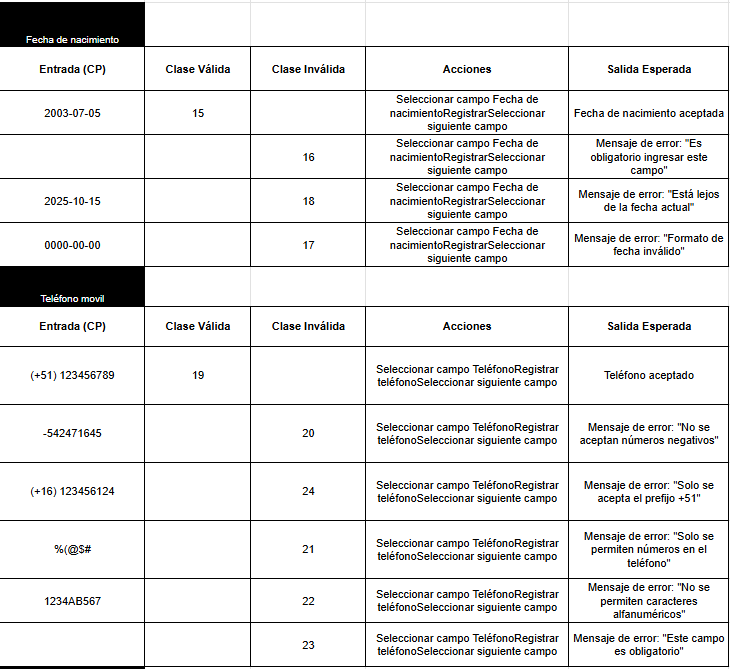 Fecha de nacimiento
Entrada (CP) Clase Válida Clase Inválida Acciones Salida Esperada
2003-07-05 15 Seleccionar campo Fecha de nacimientoRegistrarSeleccionar siguiente campo Fecha de nacimiento aceptada
16 Seleccionar campo Fecha de nacimientoRegistrarSeleccionar siguiente campo Mensaje de error: "Es obligatorio ingresar este campo"
2025-10-15 18 Seleccionar campo Fecha de nacimientoRegistrarSeleccionar siguiente campo Mensaje de error: "Está lejos de la fecha actual"
0000-00-00 17 Seleccionar campo Fecha de nacimientoRegistrarSeleccionar siguiente campo Mensaje de error: "Formato de fecha inválido"
Teléfono movil
Entrada (CP) Clase Válida Clase Inválida Acciones Salida Esperada
(+51) 123456789 19 Seleccionar campo TeléfonoRegistrar teléfonoSeleccionar siguiente campo Teléfono aceptado
-542471645 20 Seleccionar campo TeléfonoRegistrar teléfonoSeleccionar siguiente campo Mensaje de error: "No se aceptan números negativos"
(+16) 123456124 24 Seleccionar campo TeléfonoRegistrar teléfonoSeleccionar siguiente campo Mensaje de error: "Solo se acepta el prefijo +51"
%(@$# 21 Seleccionar campo TeléfonoRegistrar teléfonoSeleccionar siguiente campo Mensaje de error: "Solo se permiten números en el teléfono"
1234AB567 22 Seleccionar campo TeléfonoRegistrar teléfonoSeleccionar siguiente campo Mensaje de error: "No se permiten caracteres alfanuméricos"
23 Seleccionar campo TeléfonoRegistrar teléfonoSeleccionar siguiente campo Mensaje de error: "Este campo es obligatorio"